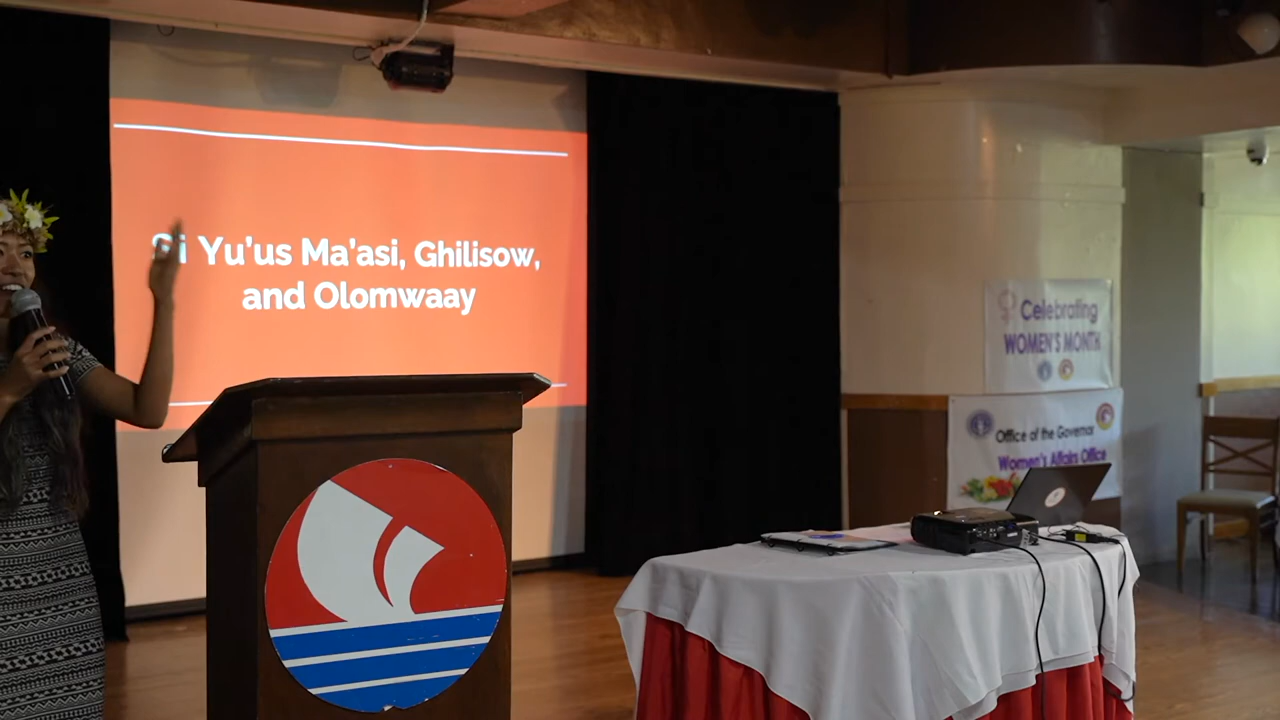 Si Yu'us Ma'asi, Ghilisow,
and Olomwaay
Celebrating
WOMEN'S MONTH
Office of the Governor
Women's Affairs Office